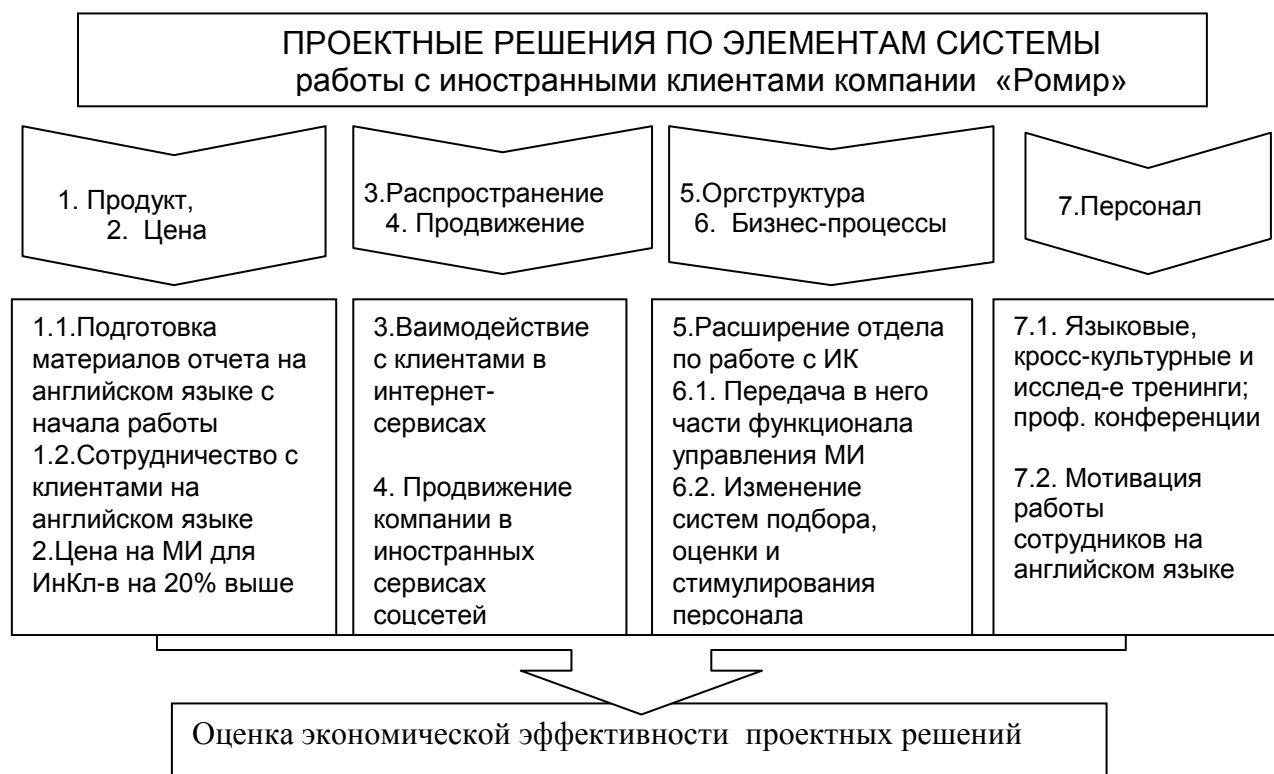 ПРОЕКТНЫЕ РЕШЕНИЯ ПО ЭЛЕМЕНТАМ СИСТЕМЫ
работы с иностранными клиентами компании «Ромир»
1. Продукт,
2. Цена
3.Распространение
4. Продвижение
5.Оргструктура
6. Бизнес-процессы
7.Персонал
1.1.Подготовка
материалов отчета на
английском языке с
начала работы
1.2.Сотрудничество с
клиентами на
английском языке
2.Цена на МИ для
ИнКл-в на 20% выше
3.Ваимодействие
с клиентами в
интернет-
сервисах
4. Продвижение
компании в
иностранных
сервисах
соцсетей
5.Расширение отдела
по работе с ИК
6.1. Передача в него
части функционала
управления МИ
6.2. Изменение
систем подбора,
оценки и
стимулирования
персонала
7.1. Языковые,
кросс-культурные и
исслед-е тренинги;
проф. конференции
7.2. Мотивация
работы
сотрудников на
английском языке
Оценка экономической эффективности проектных решений